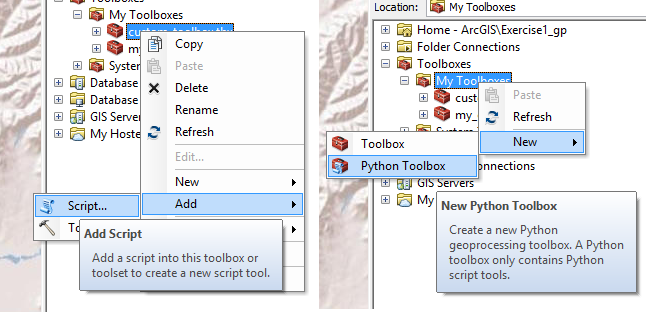 Toolboxes
My Toolboxes
custom_toolbox.tbx
my
System
Database
Database
GIS Server
My Hoste
Copy
Paste
Delete
Rename
Refresh
Edit...
New
Add
Script...
To
Add Script
Add a script into this toolbox or
toolset to create a new script tool.
Location:
My Toolboxes
Home - ArcGIS\Exercise1_gp
Folder Connections
Toolboxes
My Toolboxes
cust
my_
Paste
Refresh
New
Toolbox
Python Toolbox
onnections
GIS Servers
My
New Python Toolbox
Create a new Python
geoprocessing toolbox. A Python
toolbox only contains Python
script tools.